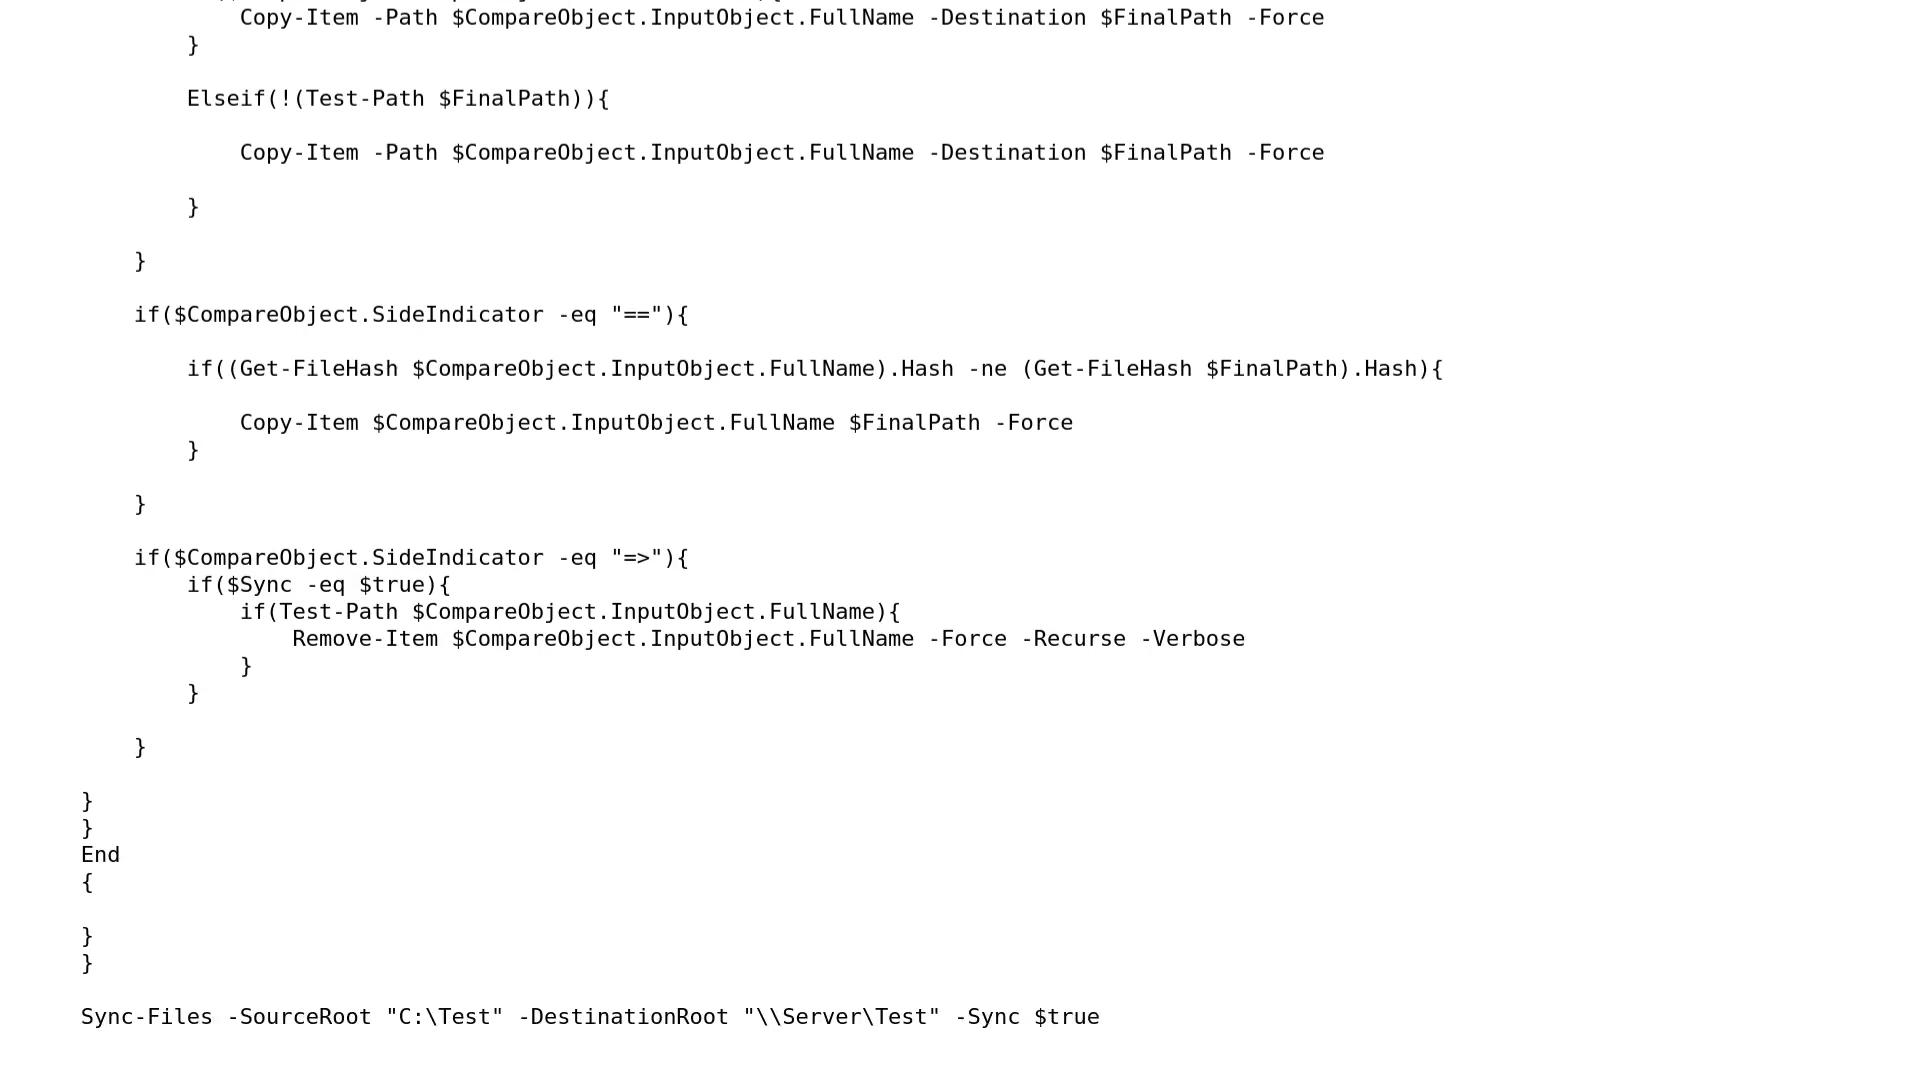 Copy-Item -Path $CompareObject.InputObject.FullName -Destination $FinalPath -Force
}
Elseif(!(Test-Path $FinalPath)){
Copy-Item -Path $CompareObject.InputObject.FullName -Destination $FinalPath -Force
}
}
if($CompareObject.SideIndicator -eq "=="){
if((Get-FileHash $CompareObject.InputObject.FullName).Hash -ne (Get-FileHash $FinalPath).Hash){
Copy-Item $CompareObject.InputObject.FullName $FinalPath -Force
}
}
if($CompareObject.SideIndicator -eq "=>"){
if($Sync -eq $true){
if(Test-Path $CompareObject.InputObject.FullName){
Remove-Item $CompareObject.InputObject.FullName -Force -Recurse -Verbose
}
}
}
}
}
End
{
}
}
Sync-Files -SourceRoot "C:\Test" -DestinationRoot "\\Server\Test" -Sync $true